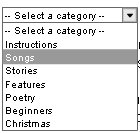 -- Select a category --
-- Select a category --
Instructions
Songs
Stories
Features
Poetry
Beginners
Christmas